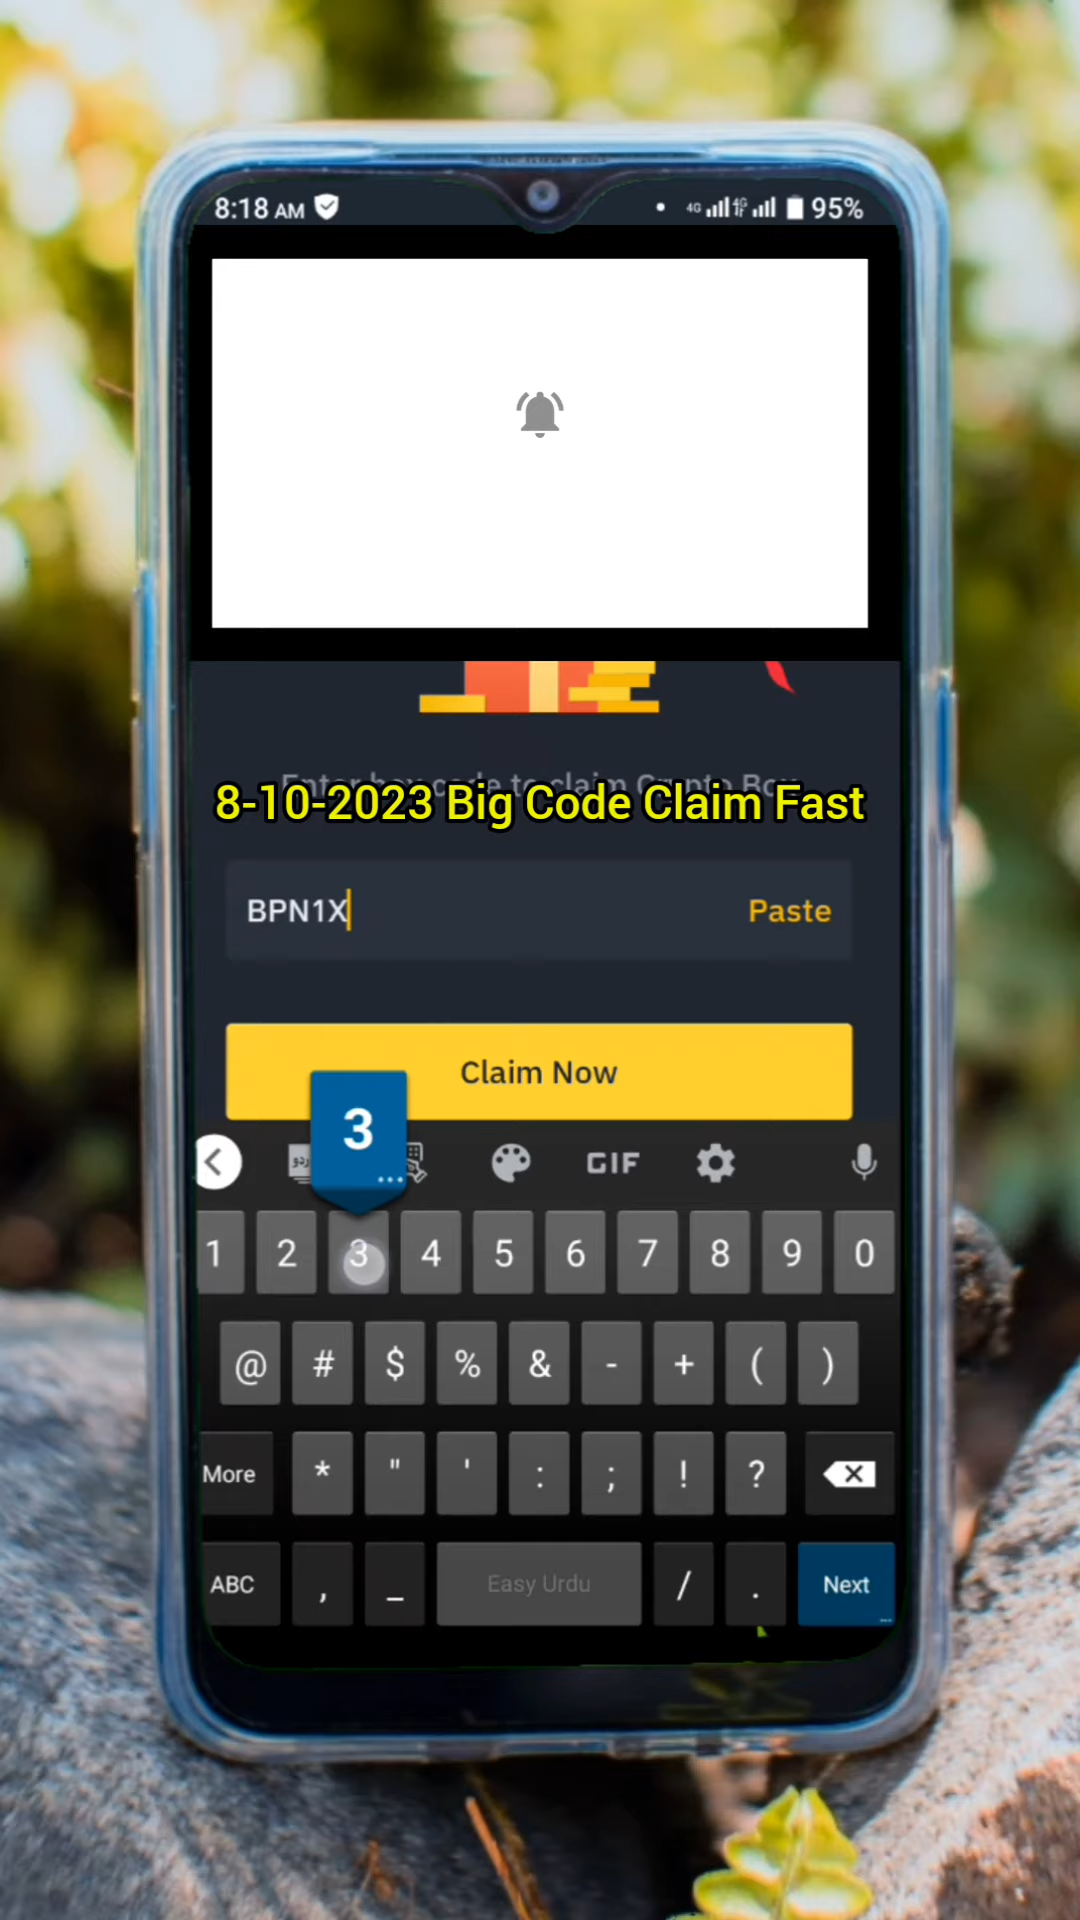 8:18 AM
4G 4G 95%
Enter box code to claim Crypto Box
8-10-2023 Big Code Claim Fast
BPN1X
Paste
Claim Now
3
اردو
GIF
1 2 3 4 5 6 7 8 9 0
@ # $ % & - + ( )
More * " ' : ; ! ?
ABC , _ Easy Urdu / . Next